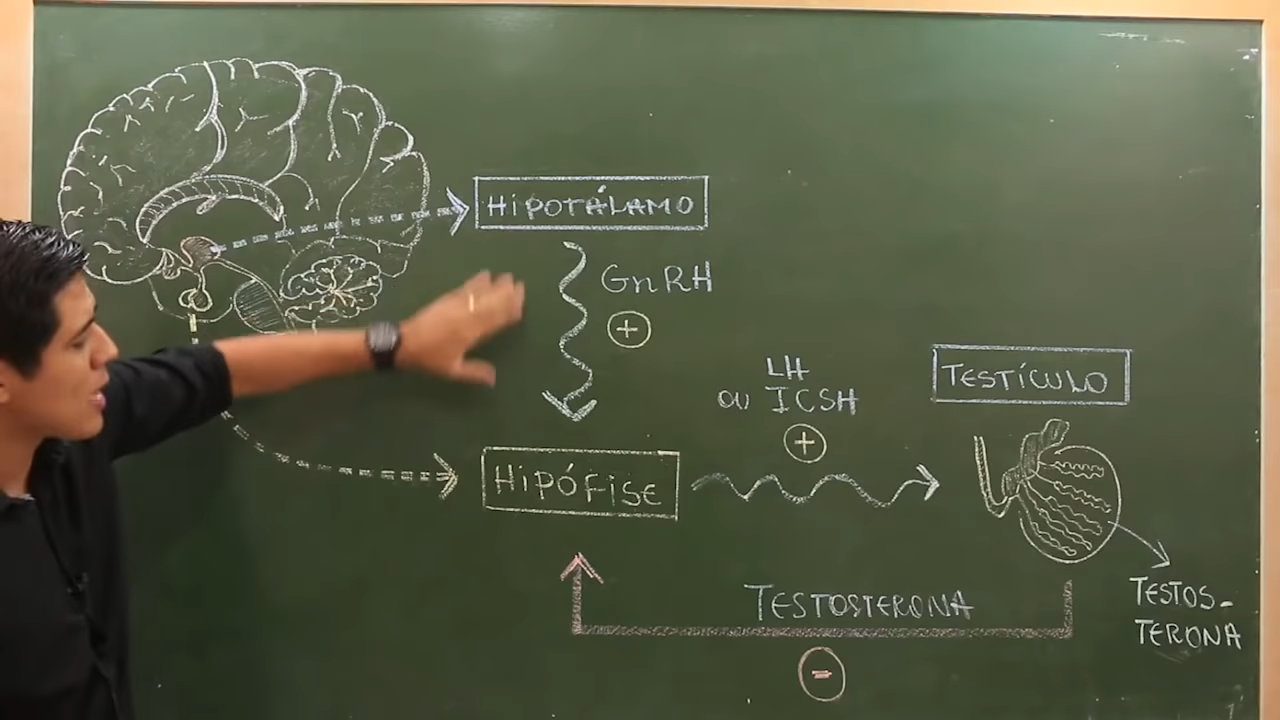 HIPOTÁLAMO
GnRH
+
LH
ou ICSH
+
TESTÍCULO
HIPÓFISE
TESTOSTERONA
-
TESTOS-
TERONA